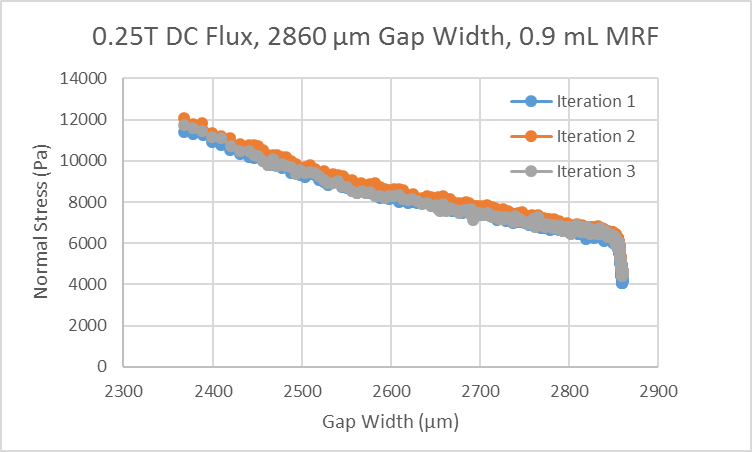 0.25T DC Flux, 2860 μm Gap Width, 0.9 mL MRF
14000
12000
10000
8000
6000
4000
2000
0
Normal Stress (Pa)
Iteration 1
Iteration 2
Iteration 3
2300 2400 2500 2600 2700 2800 2900
Gap Width (μm)